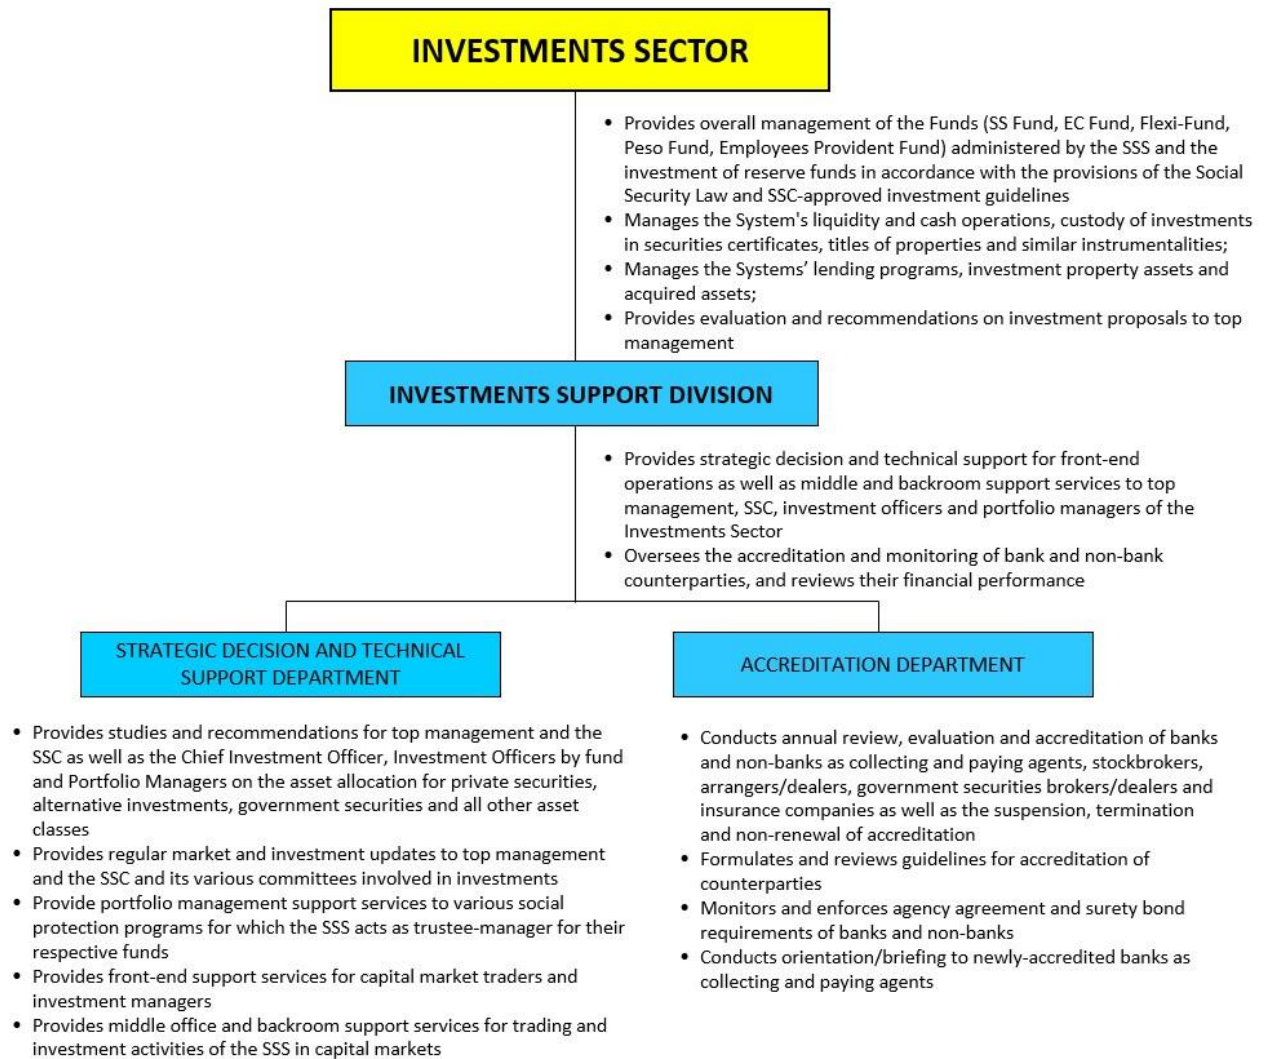 INVESTMENTS SECTOR
• Provides overall management of the Funds (SS Fund, EC Fund, Flexi-Fund,
Peso Fund, Employees Provident Fund) administered by the SSS and the
investment of reserve funds in accordance with the provisions of the Social
Security Law and SSC-approved investment guidelines
• Manages the System's liquidity and cash operations, custody of investments
in securities certificates, titles of properties and similar instrumentalities;
• Manages the Systems’ lending programs, investment property assets and
acquired assets;
• Provides evaluation and recommendations on investment proposals to top
management
INVESTMENTS SUPPORT DIVISION
• Provides strategic decision and technical support for front-end
operations as well as middle and backroom support services to top
management, SSC, investment officers and portfolio managers of the
Investments Sector
• Oversees the accreditation and monitoring of bank and non-bank
counterparties, and reviews their financial performance
STRATEGIC DECISION AND TECHNICAL
SUPPORT DEPARTMENT
• Provides studies and recommendations for top management and the
SSC as well as the Chief Investment Officer, Investment Officers by fund
and Portfolio Managers on the asset allocation for private securities,
alternative investments, government securities and all other asset
classes
• Provides regular market and investment updates to top management
and the SSC and its various committees involved in investments
• Provide portfolio management support services to various social
protection programs for which the SSS acts as trustee-manager for their
respective funds
• Provides front-end support services for capital market traders and
investment managers
• Provides middle office and backroom support services for trading and
investment activities of the SSS in capital markets
ACCREDITATION DEPARTMENT
• Conducts annual review, evaluation and accreditation of banks
and non-banks as collecting and paying agents, stockbrokers,
arrangers/dealers, government securities brokers/dealers and
insurance companies as well as the suspension, termination
and non-renewal of accreditation
• Formulates and reviews guidelines for accreditation of
counterparties
• Monitors and enforces agency agreement and surety bond
requirements of banks and non-banks
• Conducts orientation/briefing to newly-accredited banks as
collecting and paying agents